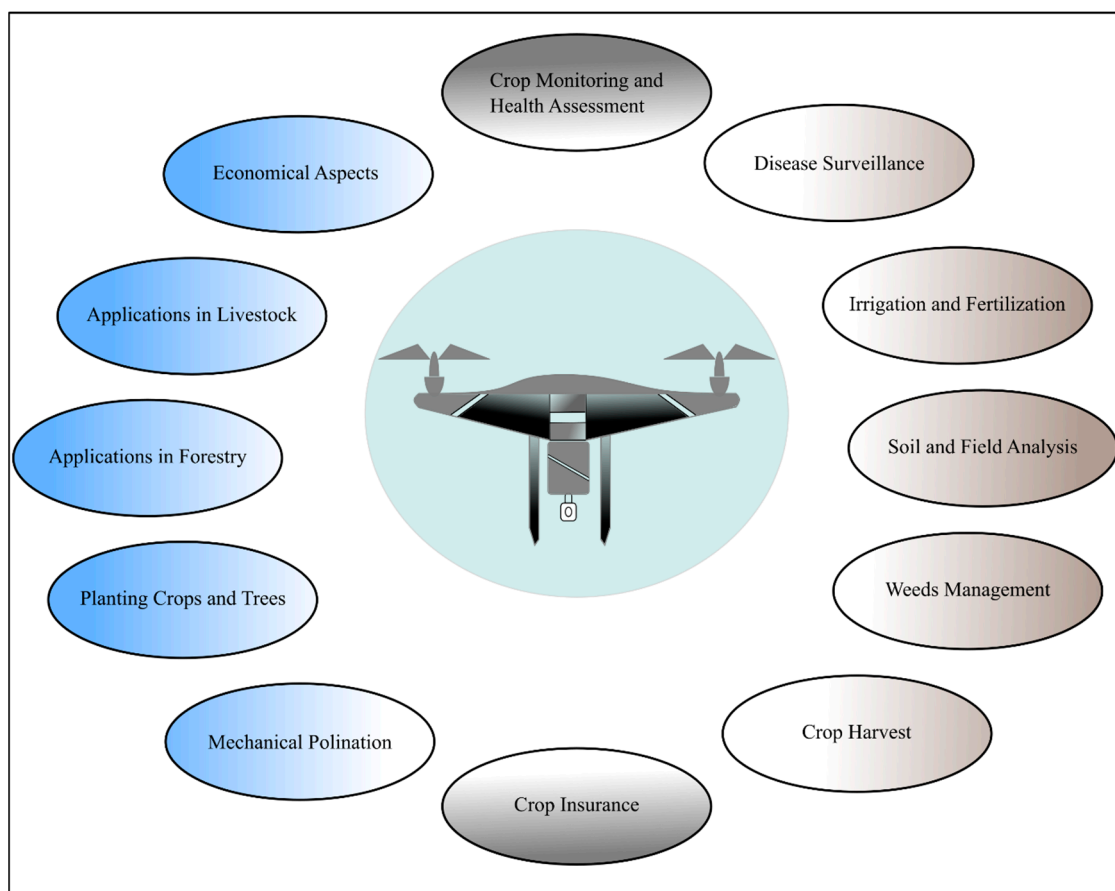 Crop Monitoring and
Health Assessment
Disease Surveillance
Economical Aspects
Irrigation and Fertilization
Applications in Livestock
Soil and Field Analysis
Applications in Forestry
Weeds Management
Planting Crops and Trees
Crop Harvest
Mechanical Polination
Crop Insurance